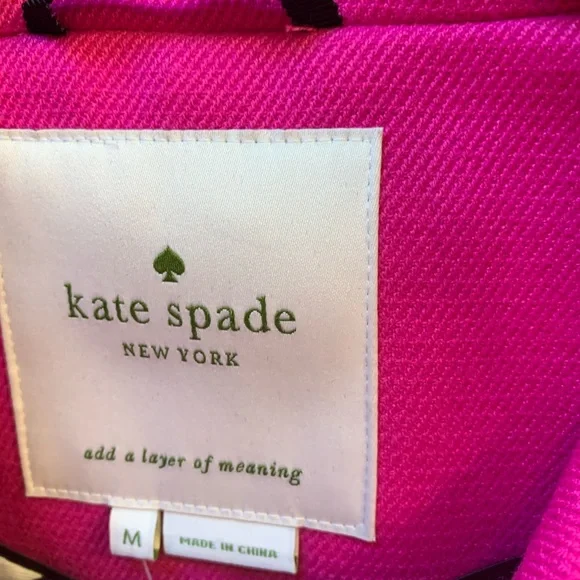 kate spade
NEW YORK
add a layer of meaning
M
MADE IN CHINA